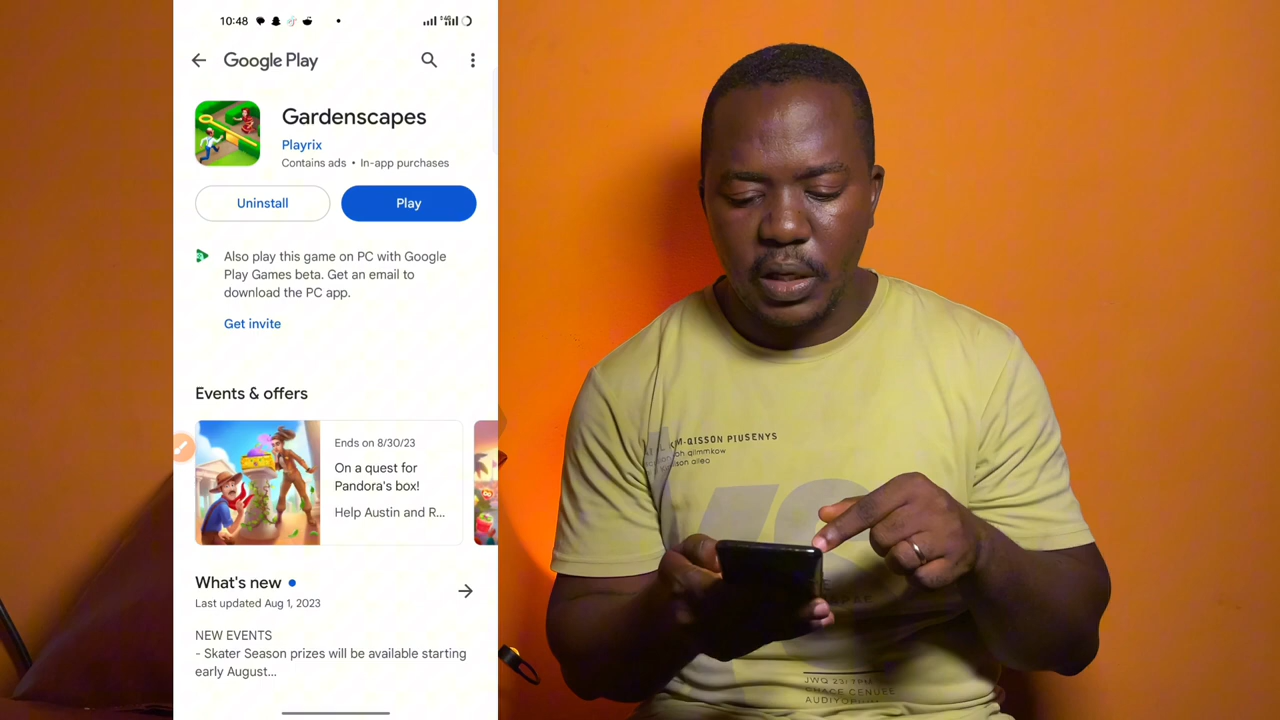 10:48
Google Play
Gardenscapes
Playrix
Contains ads • In-app purchases
Uninstall
Play
Also play this game on PC with Google
Play Games beta. Get an email to
download the PC app.
Get invite
Events & offers
Ends on 8/30/23
On a quest for
Pandora's box!
Help Austin and R...
What's new
Last updated Aug 1, 2023
NEW EVENTS
- Skater Season prizes will be available starting
early August...
PIUSENYS